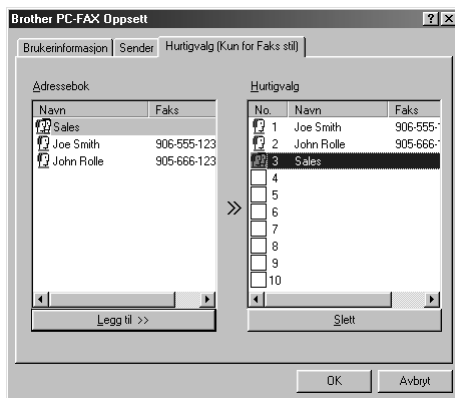 Brother PC-FAX Oppsett
Brukerinformasjon Sender Hurtigvalg (Kun for Faks stil)
Adressebok
Navn Faks
Sales
Joe Smith 906-555-123
John Rolle 905-666-123
Legg til >>
Hurtigvalg
No. Navn Faks
1 Joe Smith 906-555-
2 John Rolle 905-666-
3 Sales
4
5
6
7
8
9
10
Slett
OK Avbryt